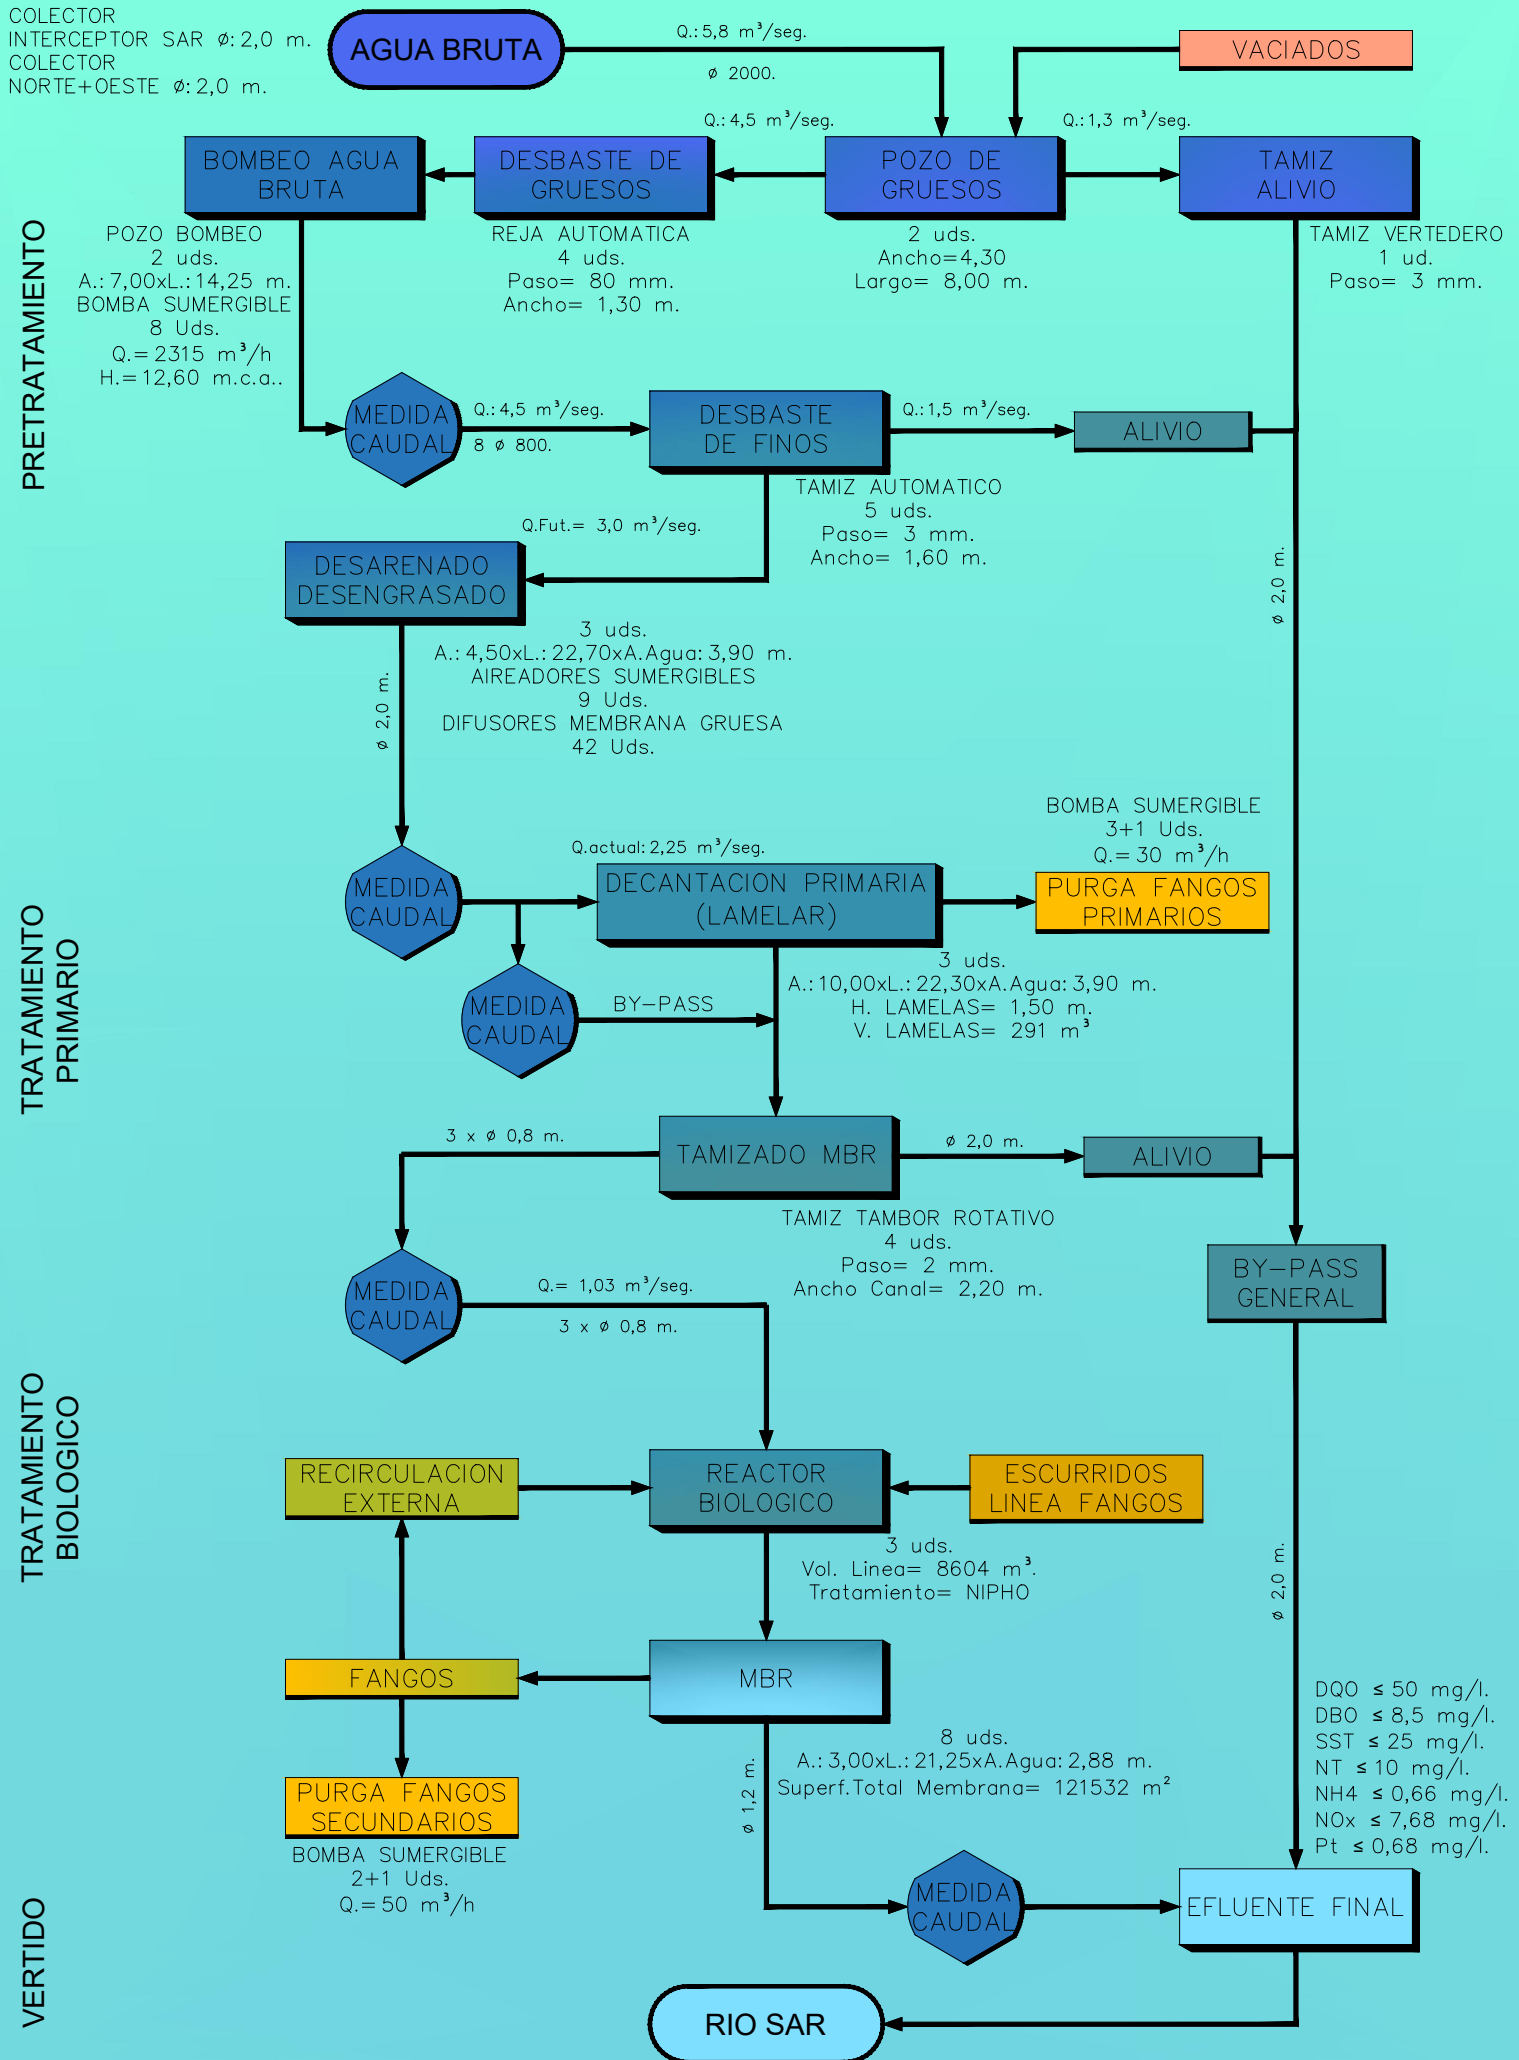 COLECTOR
INTERCEPTOR SAR ø:2,0 m.
COLECTOR
NORTE+OESTE ø:2,0 m.
AGUA BRUTA
Q.:5,8 m³/seg.
ø 2000.
VACIADOS
Q.:4,5 m³/seg.
Q.:1,3 m³/seg.
BOMBEO AGUA
BRUTA
DESBASTE DE
GRUESOS
POZO DE
GRUESOS
TAMIZ
ALIVIO
PRETRATAMIENTO
POZO BOMBEO
2 uds.
A.:7,00xL.:14,25 m.
BOMBA SUMERGIBLE
8 Uds.
Q.=2315 m³/h
H.=12,60 m.c.a..
REJA AUTOMATICA
4 uds.
Paso= 80 mm.
Ancho= 1,30 m.
2 uds.
Ancho=4,30
Largo= 8,00 m.
TAMIZ VERTEDERO
1 ud.
Paso= 3 mm.
MEDIDA
CAUDAL
Q.:4,5 m³/seg.
8 ø 800.
DESBASTE
DE FINOS
Q.:1,5 m³/seg.
ALIVIO
TAMIZ AUTOMATICO
5 uds.
Paso= 3 mm.
Ancho= 1,60 m.
Q.Fut.= 3,0 m³/seg.
DESARENADO
DESENGRASADO
ø 2,0 m.
3 uds.
A.:4,50xL.:22,70xA.Agua:3,90 m.
AIREADORES SUMERGIBLES
9 Uds.
DIFUSORES MEMBRANA GRUESA
42 Uds.
ø 2,0 m.
TRATAMIENTO
PRIMARIO
BOMBA SUMERGIBLE
3+1 Uds.
Q.=30 m³/h
Q.actual:2,25 m³/seg.
MEDIDA
CAUDAL
DECANTACION PRIMARIA
(LAMELAR)
PURGA FANGOS
PRIMARIOS
3 uds.
A.:10,00xL.:22,30xA.Agua:3,90 m.
H. LAMELAS= 1,50 m.
V. LAMELAS= 291 m³
MEDIDA
CAUDAL
BY-PASS
3 x ø 0,8 m.
TAMIZADO MBR
ø 2,0 m.
ALIVIO
TAMIZ TAMBOR ROTATIVO
4 uds.
Paso= 2 mm.
Ancho Canal= 2,20 m.
MEDIDA
CAUDAL
Q.= 1,03 m³/seg.
3 x ø 0,8 m.
BY-PASS
GENERAL
TRATAMIENTO
BIOLOGICO
RECIRCULACION
EXTERNA
REACTOR
BIOLOGICO
ESCURRIDOS
LINEA FANGOS
3 uds.
Vol. Linea= 8604 m³.
Tratamiento= NIPHO
ø 2,0 m.
FANGOS
MBR
8 uds.
A.:3,00xL.:21,25xA.Agua:2,88 m.
Superf.Total Membrana= 121532 m²
DQO ≤ 50 mg/l.
DBO ≤ 8,5 mg/l.
SST ≤ 25 mg/l.
NT ≤ 10 mg/l.
NH4 ≤ 0,66 mg/l.
NOx ≤ 7,68 mg/l.
Pt ≤ 0,68 mg/l.
PURGA FANGOS
SECUNDARIOS
BOMBA SUMERGIBLE
2+1 Uds.
Q.=50 m³/h
ø 1,2 m.
VERTIDO
MEDIDA
CAUDAL
EFLUENTE FINAL
RIO SAR